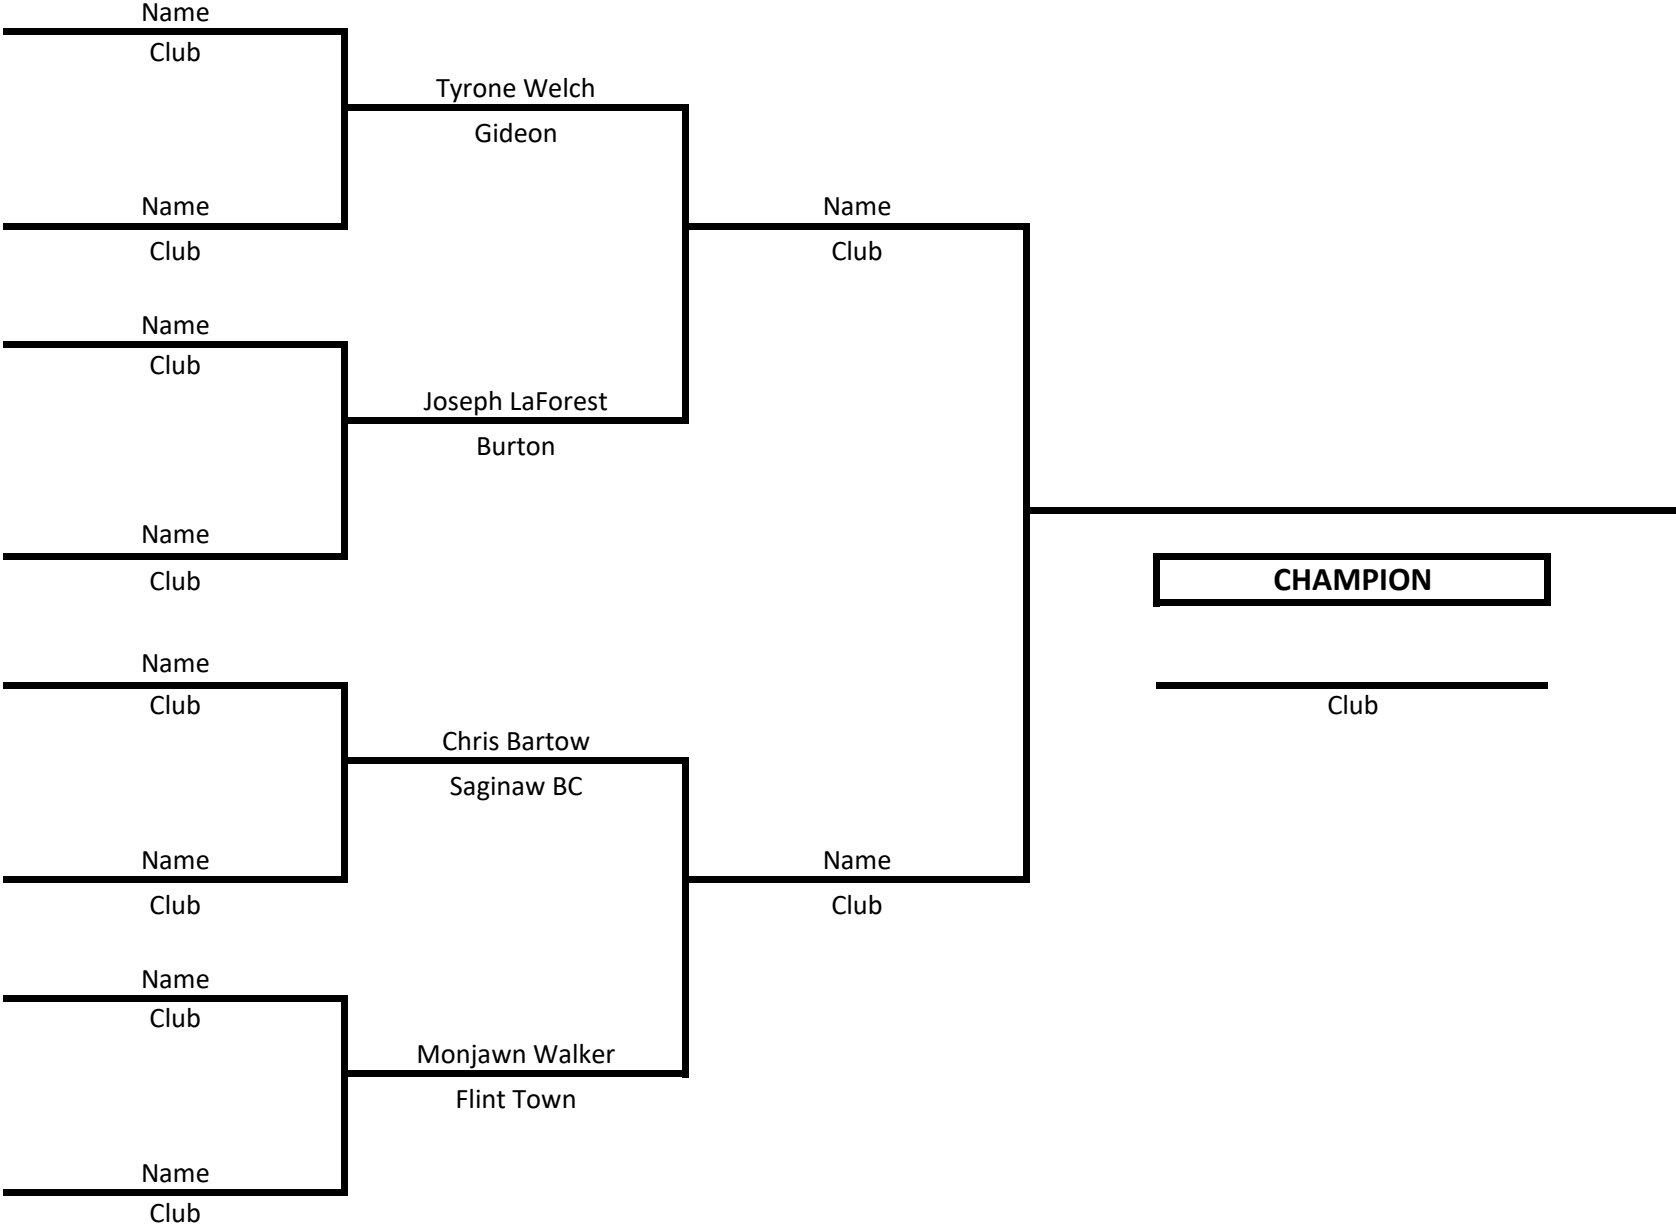 Name
Club
Tyrone Welch
Gideon
Name
Club
Name
Club
Name
Club
Joseph LaForest
Burton
Name
Club
CHAMPION
Name
Club
Club
Chris Bartow
Saginaw BC
Name
Club
Name
Club
Name
Club
Monjawn Walker
Flint Town
Name
Club